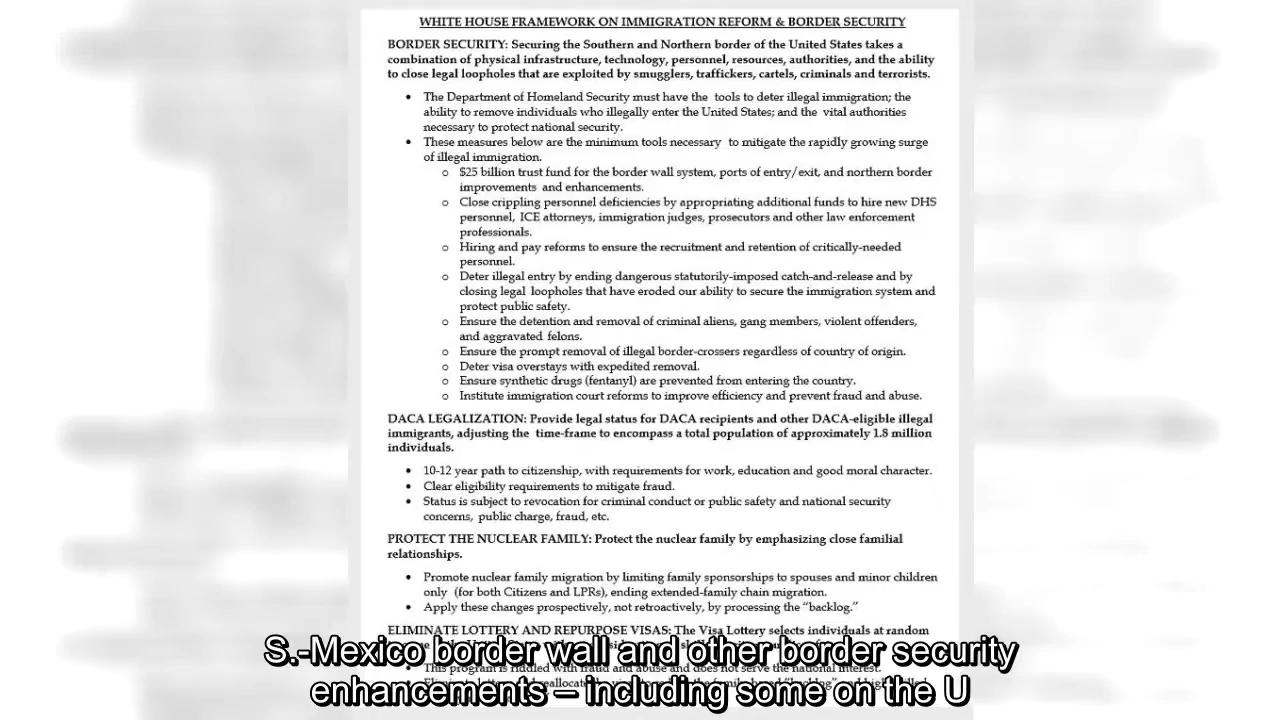 WHITE HOUSE FRAMEWORK ON IMMIGRATION REFORM & BORDER SECURITY
BORDER SECURITY: Securing the Southern and Northern border of the United States takes a
combination of physical infrastructure, technology, personnel, resources, authorities, and the ability
to close legal loopholes that are exploited by smugglers, traffickers, cartels, criminals and terrorists.
• The Department of Homeland Security must have the tools to deter illegal immigration; the
ability to remove individuals who illegally enter the United States; and the vital authorities
necessary to protect national security.
• These measures below are the minimum tools necessary to mitigate the rapidly growing surge
of illegal immigration.
o $25 billion trust fund for the border wall system, ports of entry/exit, and northern border
improvements and enhancements.
o Close crippling personnel deficiencies by appropriating additional funds to hire new DHS
personnel, ICE attorneys, immigration judges, prosecutors and other law enforcement
professionals.
o Hiring and pay reforms to ensure the recruitment and retention of critically-needed
personnel.
o Deter illegal entry by ending dangerous statutorily-imposed catch-and-release and by
closing legal loopholes that have eroded our ability to secure the immigration system and
protect public safety.
o Ensure the detention and removal of criminal aliens, gang members, violent offenders,
and aggravated felons.
o Ensure the prompt removal of illegal border-crossers regardless of country of origin.
o Deter visa overstays with expedited removal.
o Ensure synthetic drugs (fentanyl) are prevented from entering the country.
o Institute immigration court reforms to improve efficiency and prevent fraud and abuse.
DACA LEGALIZATION: Provide legal status for DACA recipients and other DACA-eligible illegal
immigrants, adjusting the time-frame to encompass a total population of approximately 1.8 million
individuals.
• 10-12 year path to citizenship, with requirements for work, education and good moral character.
• Clear eligibility requirements to mitigate fraud.
• Status is subject to revocation for criminal conduct or public safety and national security
concerns, public charge, fraud, etc.
PROTECT THE NUCLEAR FAMILY: Protect the nuclear family by emphasizing close familial
relationships.
• Promote nuclear family migration by limiting family sponsorships to spouses and minor children
only (for both Citizens and LPRs), ending extended-family chain migration.
• Apply these changes prospectively, not retroactively, by processing the “backlog.”
ELIMINATE LOTTERY AND REPURPOSE VISAS: The Visa Lottery selects individuals at random
This program is riddled with fraud and abuse and does not serve the national interest.
S.-Mexico border wall and other border security
enhancements – including some on the U